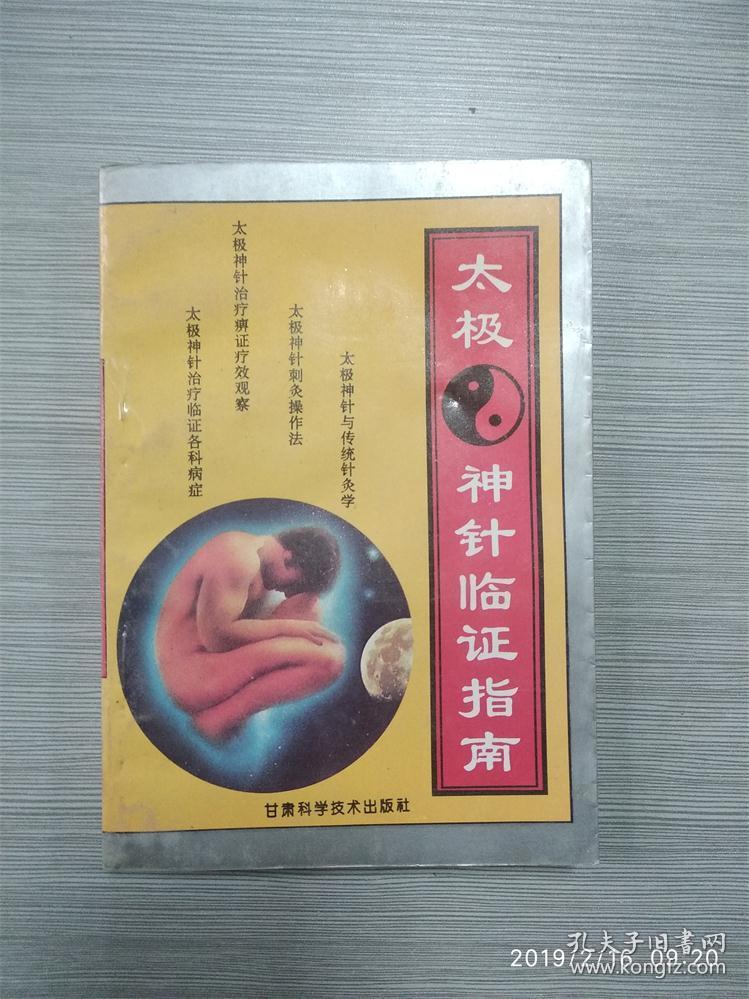 太极神针临证指南
太极神针与传统针灸学
太极神针刺灸操作法
太极神针治疗痹证疗效观察
太极神针治疗临证各科病症
甘肃科学技术出版社
孔夫子旧書网
2019/2/16 09:20
www.kongfz.com